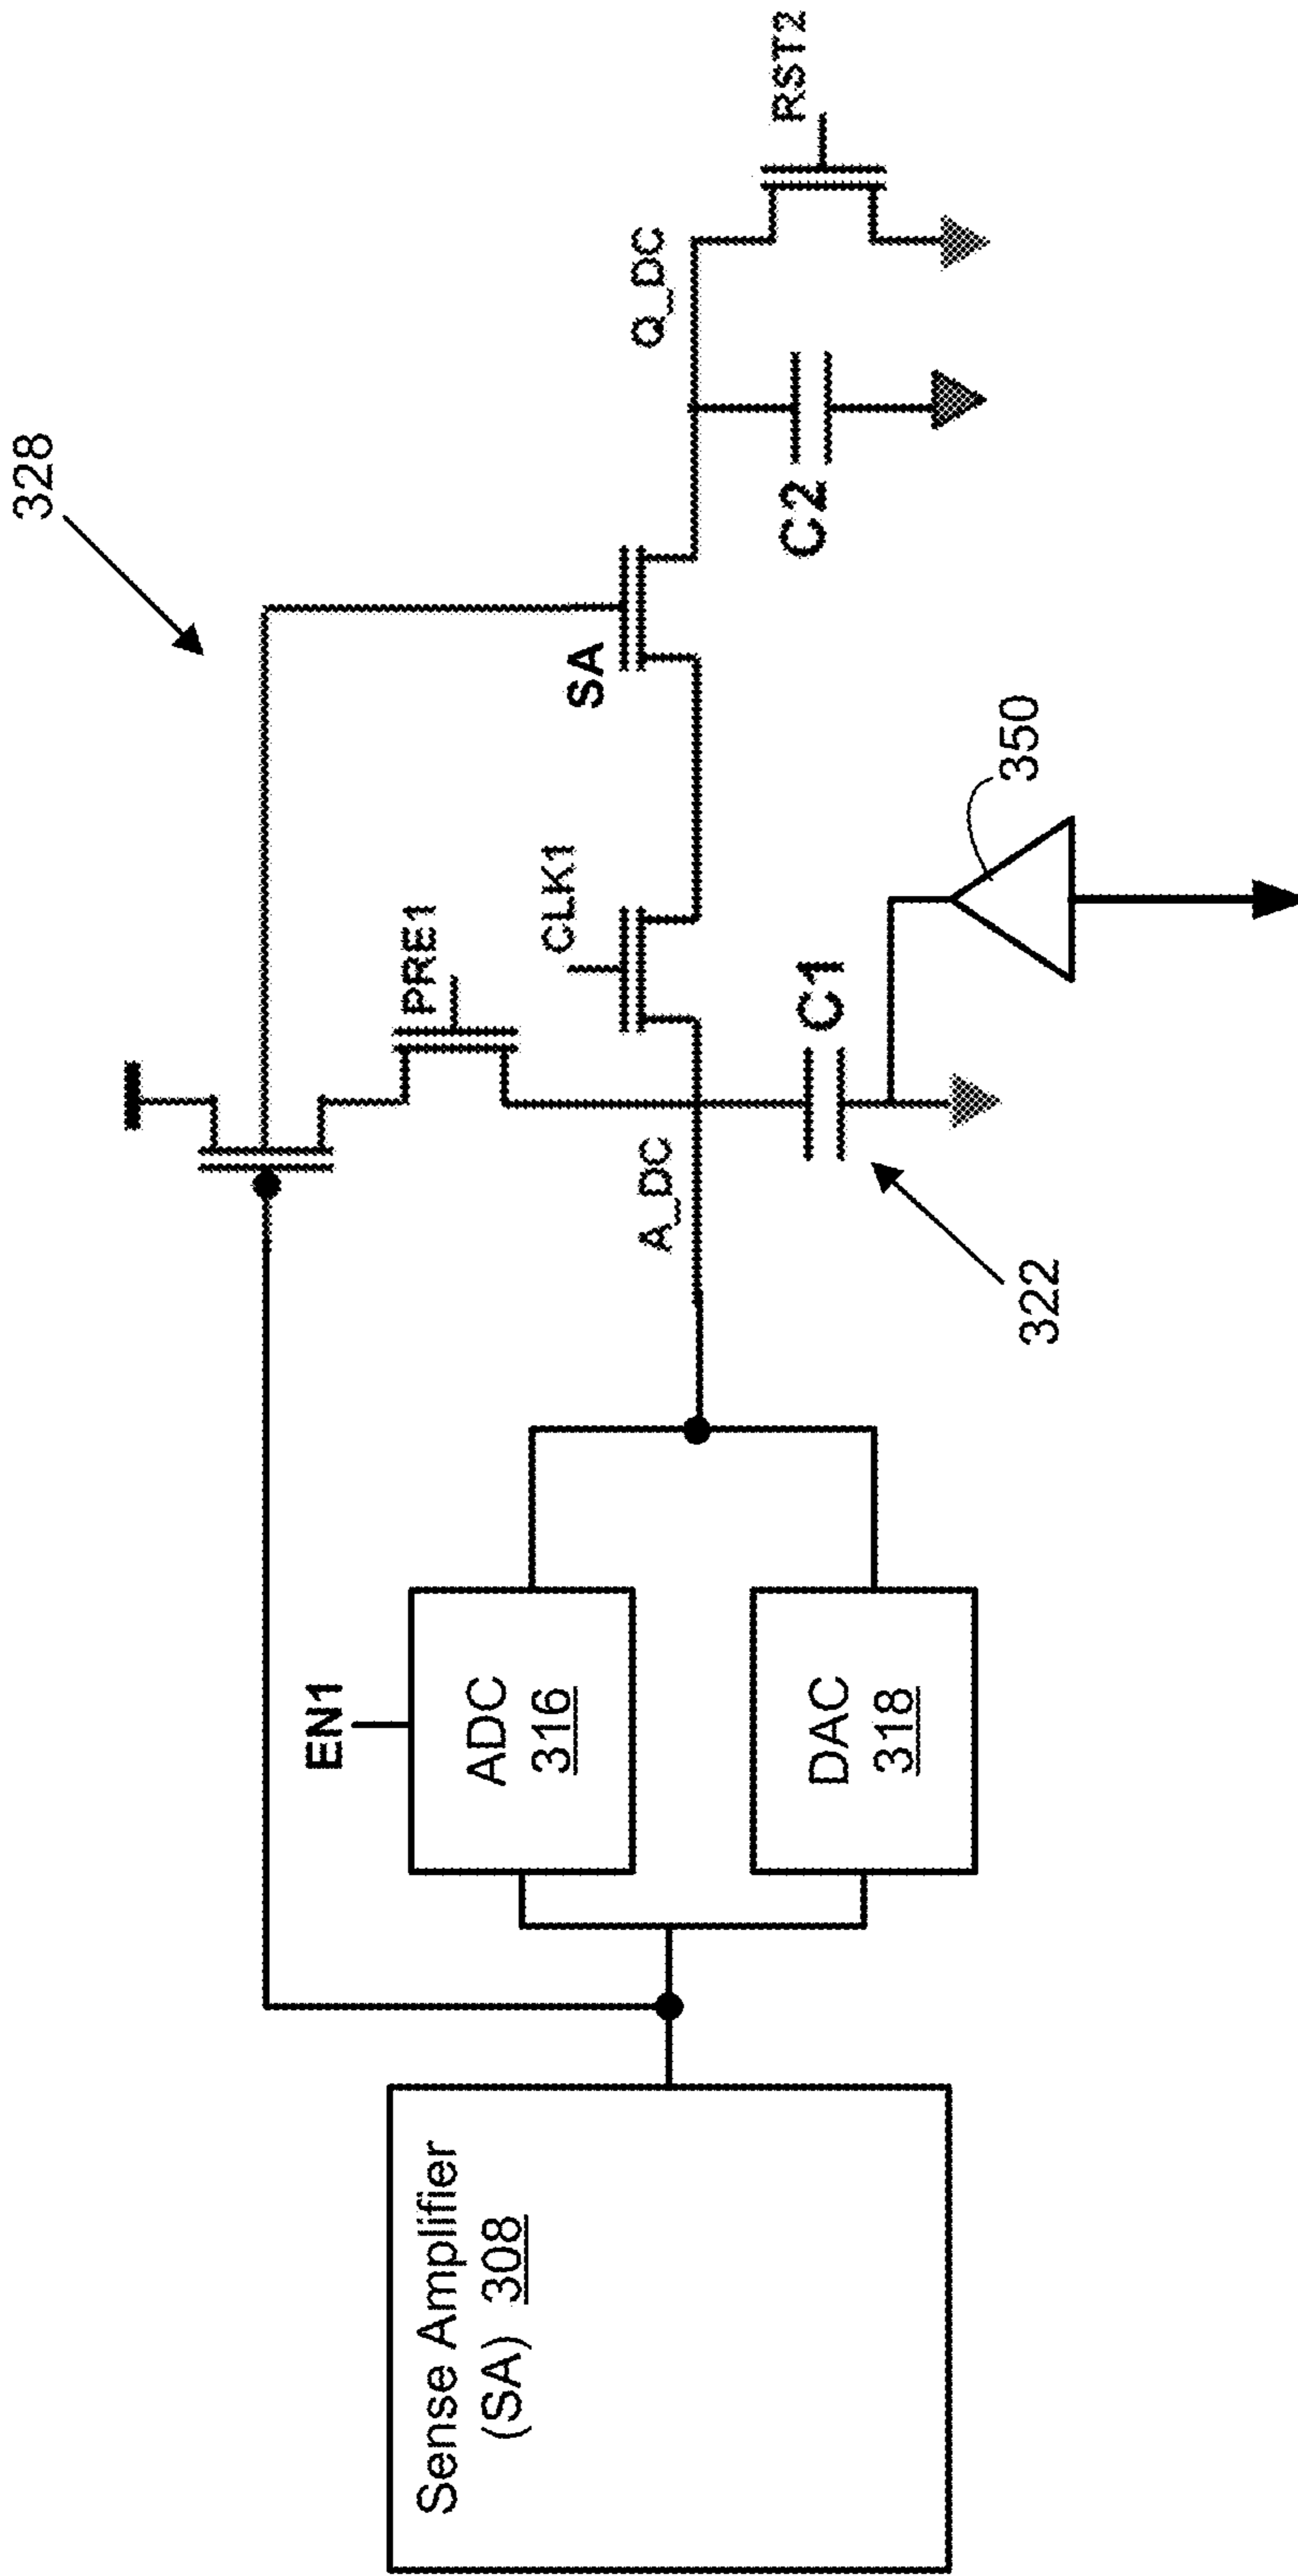 328
SA
Q_DC
RST2
PRE1
CLK1
C2
A_DC
C1
350
322
EN1
ADC
316
DAC
318
Sense Amplifier
(SA) 308